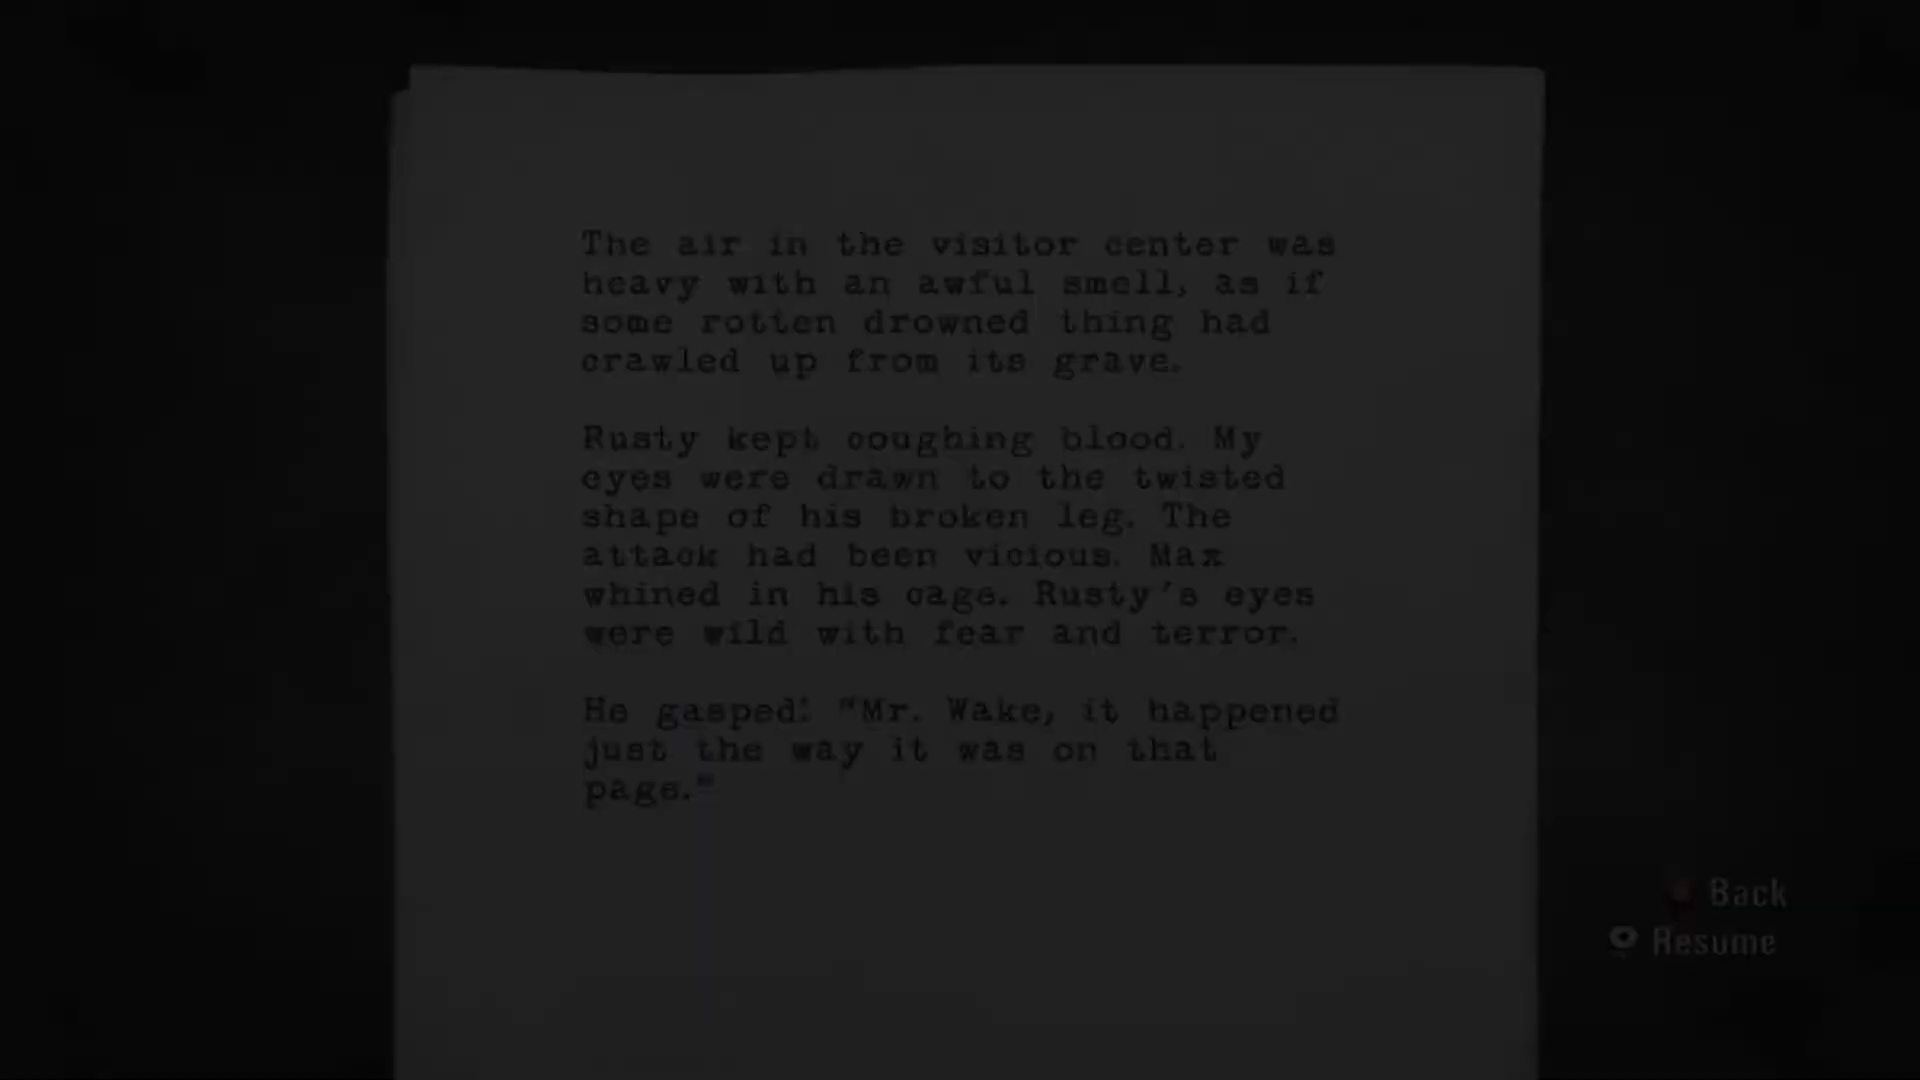 The air in the visitor center was
heavy with an awful smell, as if
some rotten drowned thing had
crawled up from its grave.
Rusty kept coughing blood. My
eyes were drawn to the twisted
shape of his broken leg. The
attack had been vicious. Max
whined in his cage. Rusty's eyes
were wild with fear and terror.
He gasped: "Mr. Wake, it happened
just the way it was on that
page."
Back
Resume